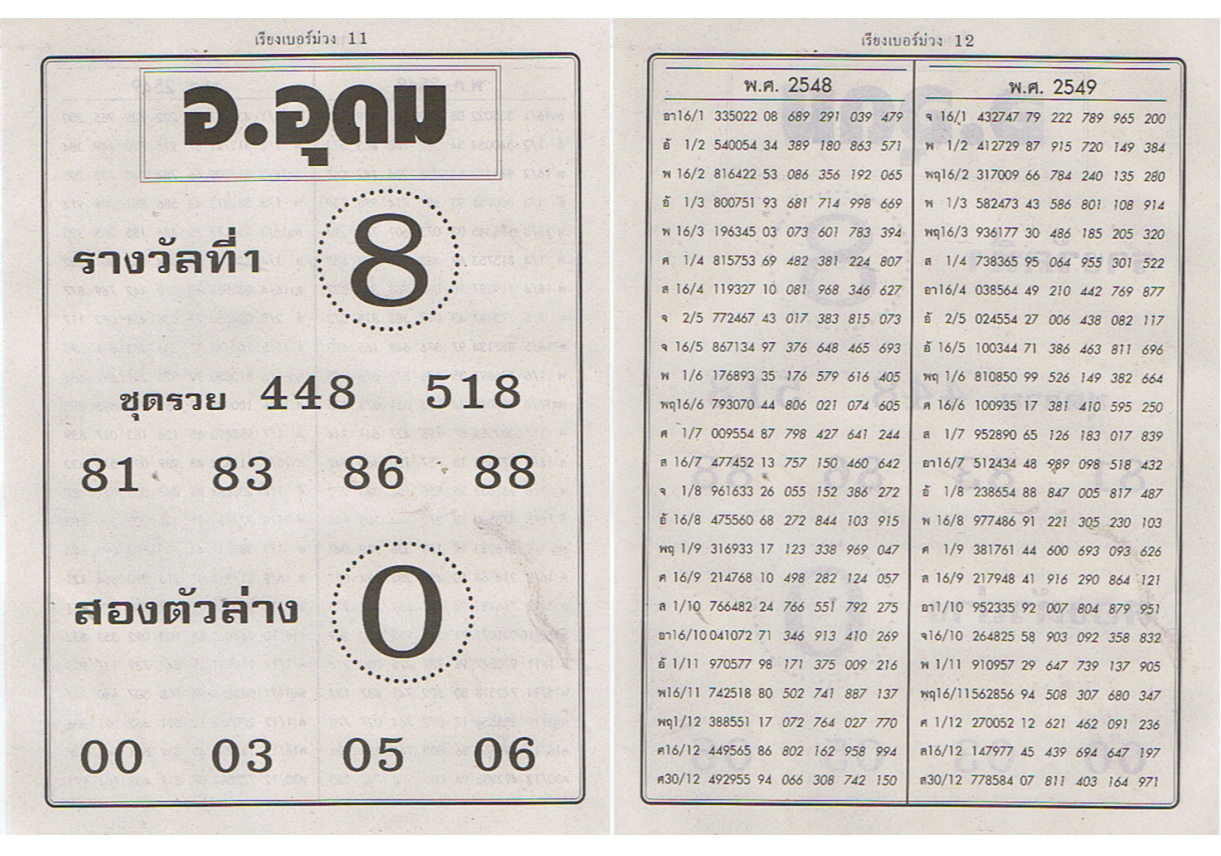 เรียงเบอร์ม่วง 11
อ.อุดม
รางวัลที่1 8
ชุดรวย 448 518
81 83 86 88
สองตัวล่าง 0
00 03 05 06
เรียงเบอร์ม่วง 12
พ.ศ. 2548
อา16/1 335022 08 689 291 039 479
อ้ 1/2 540054 34 389 180 863 571
พ 16/2 816422 53 086 356 192 065
อ้ 1/3 800751 93 681 714 998 669
พ 16/3 196345 03 073 601 783 394
ศ 1/4 815753 69 482 381 224 807
ส 16/4 119327 10 081 968 346 627
จ 2/5 772467 43 017 383 815 073
จ 16/5 867134 97 376 648 465 693
พ 1/6 176893 35 176 579 616 405
พฤ16/6 793070 44 806 021 074 605
ศ 1/7 009554 87 798 427 641 244
ส 16/7 477452 13 757 150 460 642
จ 1/8 961633 26 055 152 386 272
อ้ 16/8 475560 68 272 844 103 915
พฤ 1/9 316933 17 123 338 969 047
ศ 16/9 214768 10 498 282 124 057
ส 1/10 766482 24 766 551 792 275
อา16/10 041072 71 346 913 410 269
อ้ 1/11 970577 98 171 375 009 216
พ16/11 742518 80 502 741 887 137
พฤ1/12 388551 17 072 764 027 770
ศ16/12 449565 86 802 162 958 994
ศ30/12 492955 94 066 308 742 150
พ.ศ. 2549
จ 16/1 432747 79 222 789 965 200
พ 1/2 412729 87 915 720 149 384
พฤ16/2 317009 66 784 240 135 280
พ 1/3 582473 43 586 801 108 914
พฤ16/3 936177 30 486 185 205 320
ส 1/4 738365 95 064 955 301 522
อา16/4 038564 49 210 442 769 877
อ้ 2/5 024554 27 006 438 082 117
อ้ 16/5 100344 71 386 463 811 696
พฤ 1/6 810850 99 526 149 382 664
ศ 16/6 100935 17 381 410 595 250
ส 1/7 952890 65 126 183 017 839
อา16/7 512434 48 989 098 518 432
อ้ 1/8 238654 88 847 005 817 487
พ 16/8 977486 91 221 305 230 103
ศ 1/9 381761 44 600 693 093 626
ส 16/9 217948 41 916 290 864 121
อา1/10 952335 92 007 804 879 951
จ16/10 264825 58 903 092 358 832
พ 1/11 910957 29 647 739 137 905
พฤ16/11 562856 94 508 307 680 347
ศ 1/12 270052 12 621 462 091 236
ส16/12 147977 45 439 694 647 197
ส30/12 778584 07 811 403 164 971